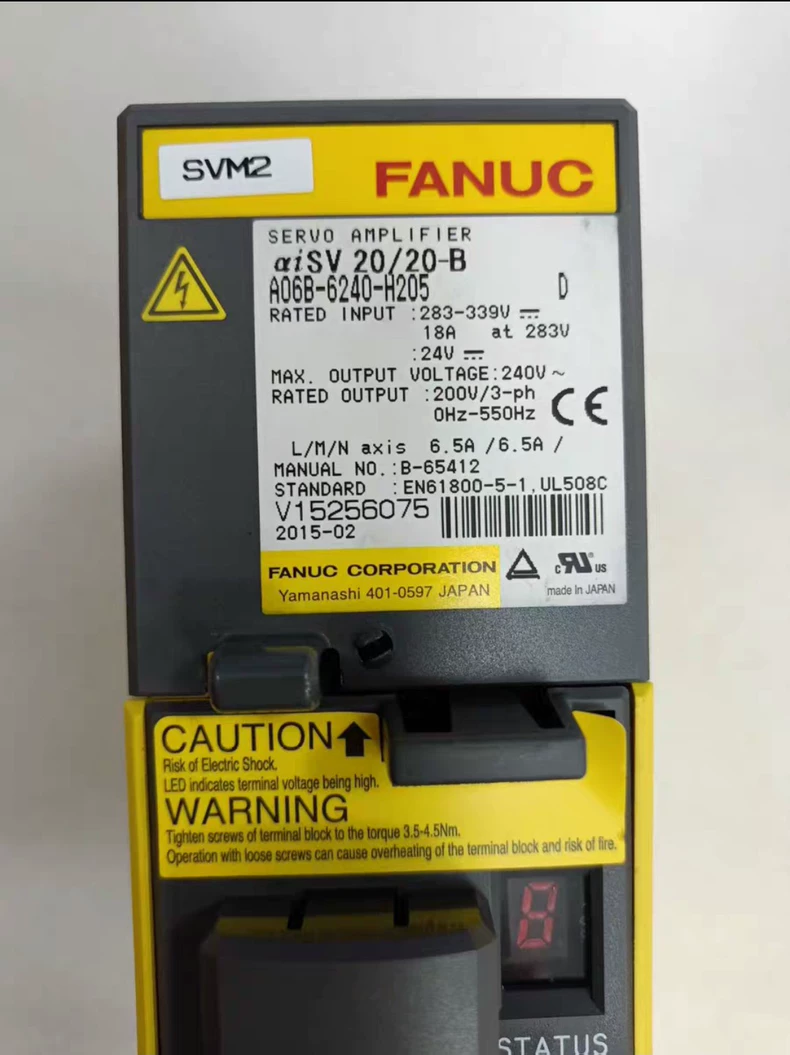 SVM2
FANUC
SERVO AMPLIFIER
αiSV 20/20-B
A06B-6240-H205 D
RATED INPUT :283-339V ⎓
18A at 283V
:24V ⎓
MAX. OUTPUT VOLTAGE:240V～
RATED OUTPUT :200V/3-ph
0Hz-550Hz
CE
L/M/N axis 6.5A /6.5A /
MANUAL NO.:B-65412
STANDARD :EN61800-5-1,UL508C
V15256075
2015-02
FANUC CORPORATION
Yamanashi 401-0597 JAPAN
c RU ® US
made In JAPAN
CAUTION
Risk of Electric Shock.
LED indicates terminal voltage being high.
WARNING
Tighten screws of terminal block to the torque 3.5-4.5Nm.
Operation with loose screws can cause overheating of the terminal block and risk of fire.
8
STATUS